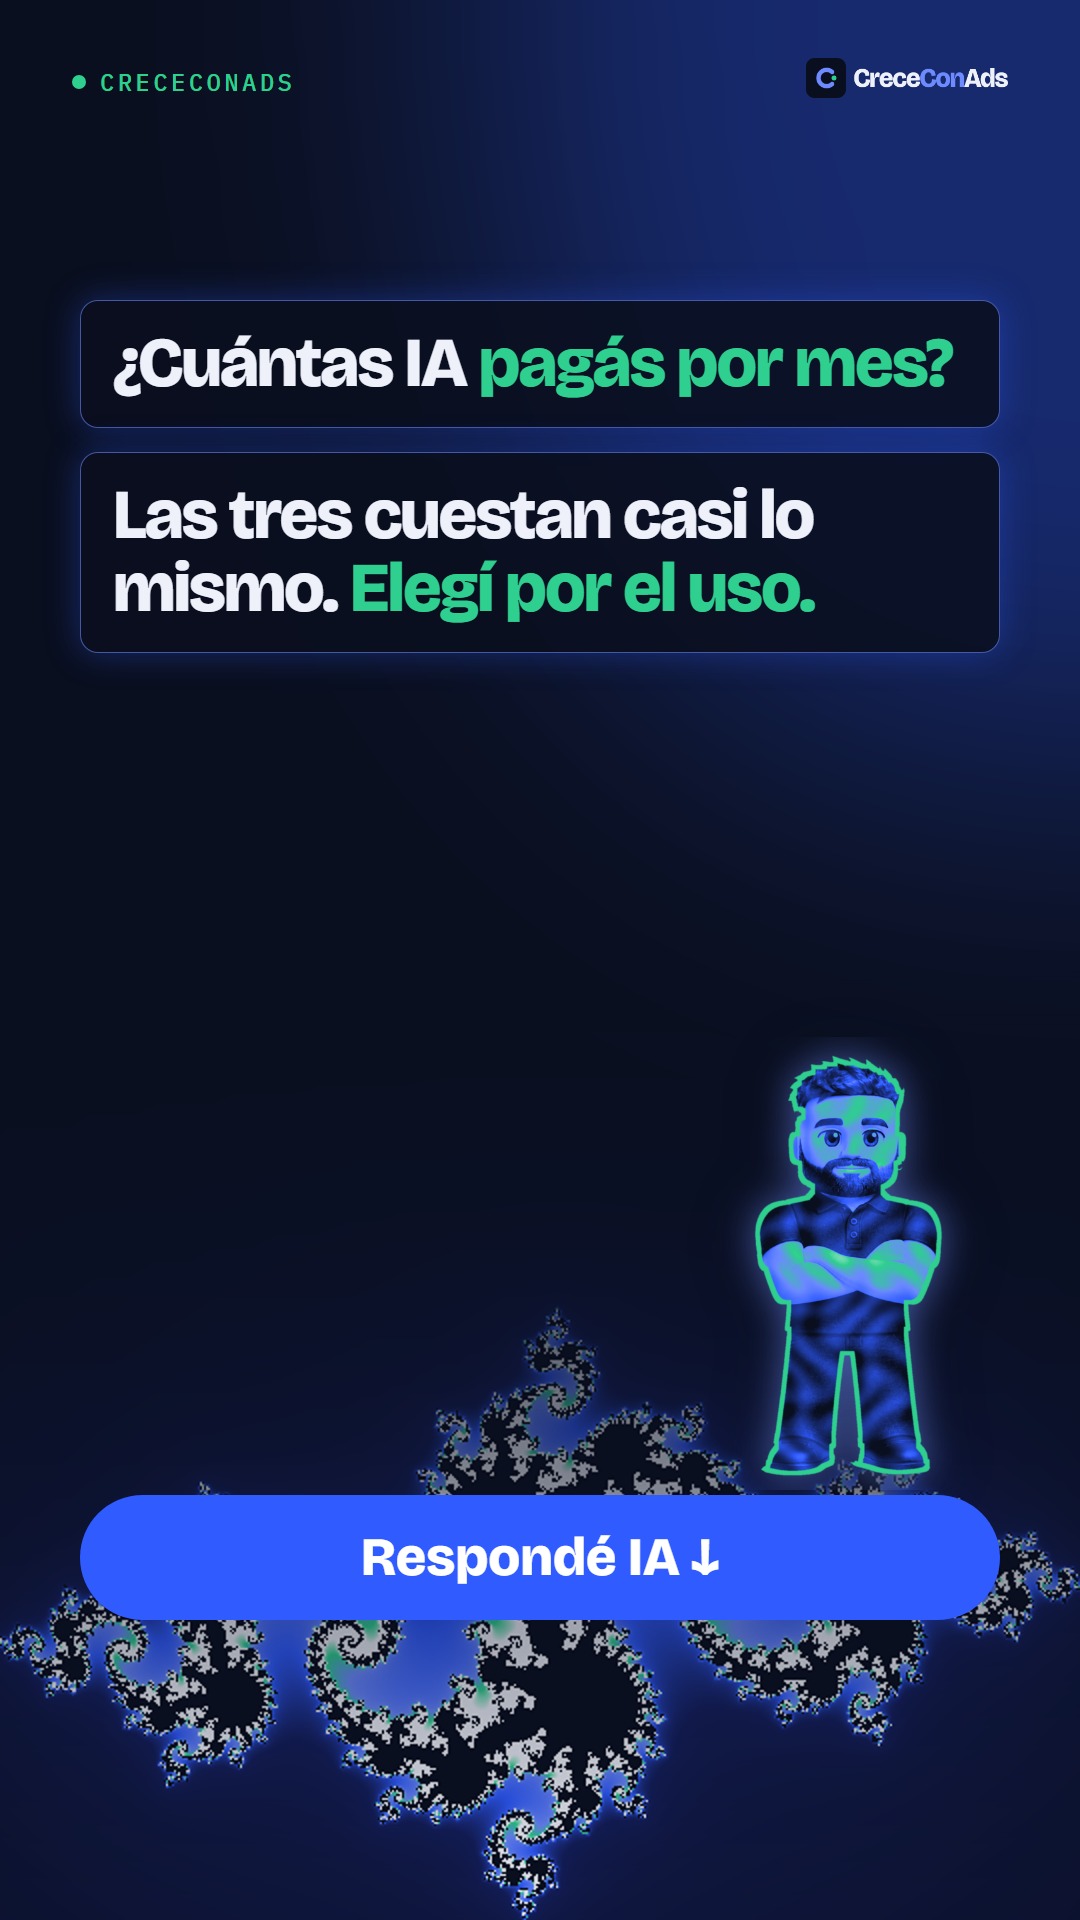 CRECECONADS
CreceConAds
¿Cuántas IA pagás por mes?
Las tres cuestan casi lo
mismo. Elegí por el uso.
Respondé IA ↓